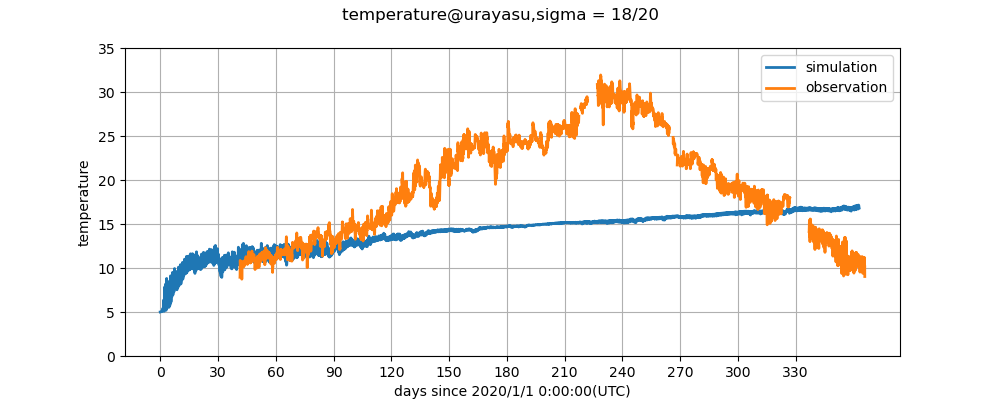 temperature@urayasu,sigma = 18/20
simulation
observation
temperature
35
30
25
20
15
10
5
0
0 30 60 90 120 150 180 210 240 270 300 330
days since 2020/1/1 0:00:00(UTC)